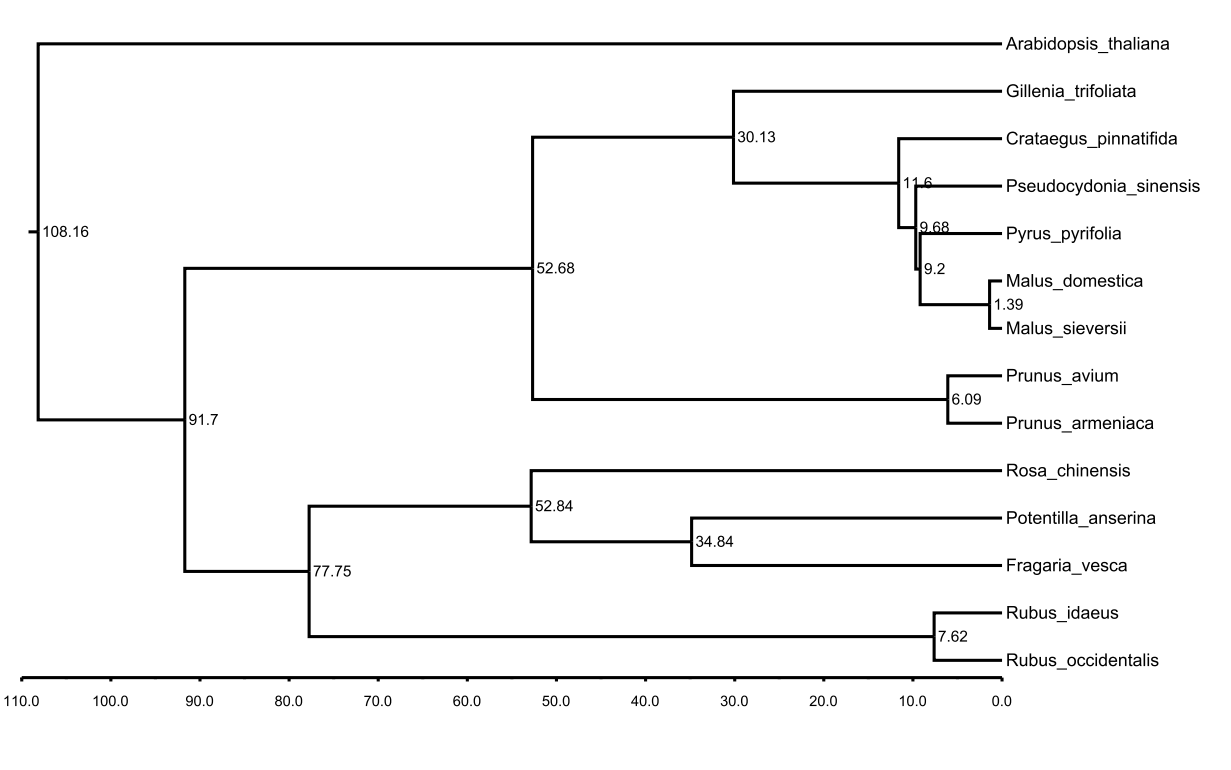 Arabidopsis_thaliana
Gillenia_trifoliata
30.13
Crataegus_pinnatifida
11.6
Pseudocydonia_sinensis
108.16
9.68
Pyrus_pyrifolia
52.68
9.2
Malus_domestica
1.39
Malus_sieversii
Prunus_avium
6.09
91.7
Prunus_armeniaca
Rosa_chinensis
52.84
Potentilla_anserina
34.84
Fragaria_vesca
77.75
Rubus_idaeus
7.62
Rubus_occidentalis
110.0 100.0 90.0 80.0 70.0 60.0 50.0 40.0 30.0 20.0 10.0 0.0